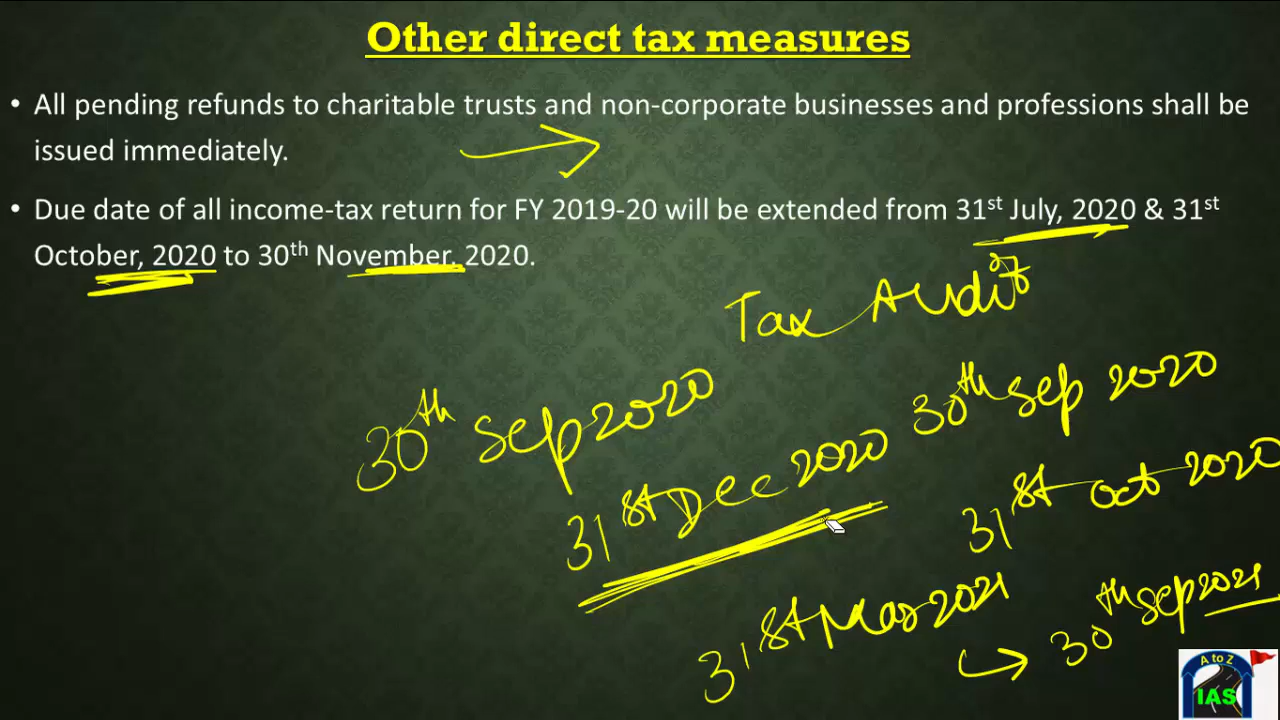 Other direct tax measures
• All pending refunds to charitable trusts and non-corporate businesses and professions shall be
issued immediately.
• Due date of all income-tax return for FY 2019-20 will be extended from 31st July, 2020 & 31st
October, 2020 to 30th November, 2020.
Tax Audit
30th Sep 2020
30th Sep 2020
31st Dec 2020
31st Oct 2020
31st Mar 2021
30th Sep 2021
A to Z
IAS